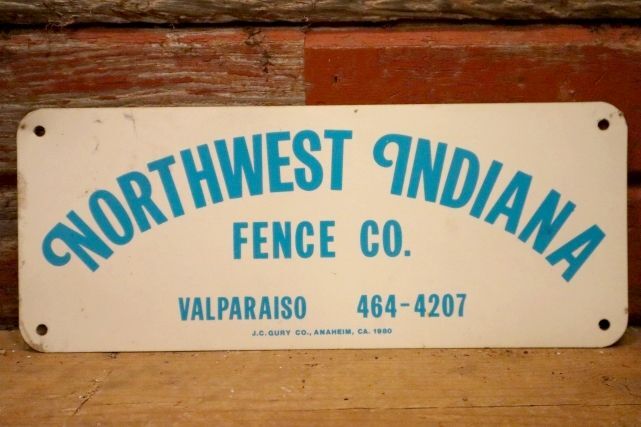 NORTHWEST INDIANA
FENCE CO.
VALPARAISO 464-4207
J.C. GURY CO., ANAHEIM, CA. 1980